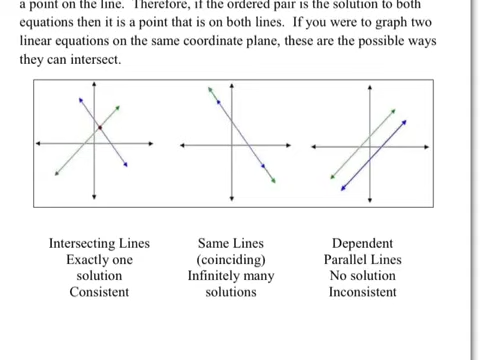 a point on the line.  Therefore, if the ordered pair is the solution to both
equations then it is a point that is on both lines.  If you were to graph two
linear equations on the same coordinate plane, these are the possible ways
they can intersect.
Intersecting Lines
Exactly one
solution
Consistent
Same Lines
(coinciding)
Infinitely many
solutions
Dependent
Parallel Lines
No solution
Inconsistent